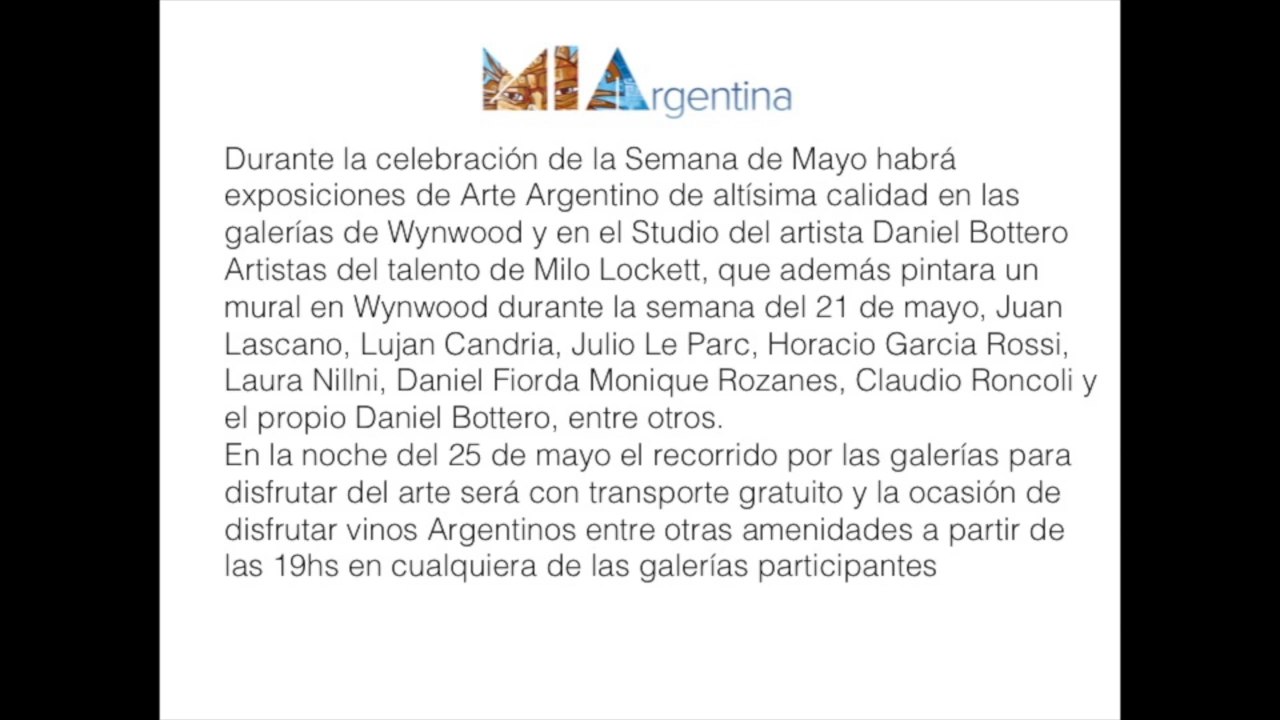 MIArgentina
Durante la celebración de la Semana de Mayo habrá
exposiciones de Arte Argentino de altísima calidad en las
galerías de Wynwood y en el Studio del artista Daniel Bottero
Artistas del talento de Milo Lockett, que además pintara un
mural en Wynwood durante la semana del 21 de mayo, Juan
Lascano, Lujan Candria, Julio Le Parc, Horacio Garcia Rossi,
Laura Nillni, Daniel Fiorda Monique Rozanes, Claudio Roncoli y
el propio Daniel Bottero, entre otros.
En la noche del 25 de mayo el recorrido por las galerías para
disfrutar del arte será con transporte gratuito y la ocasión de
disfrutar vinos Argentinos entre otras amenidades a partir de
las 19hs en cualquiera de las galerías participantes